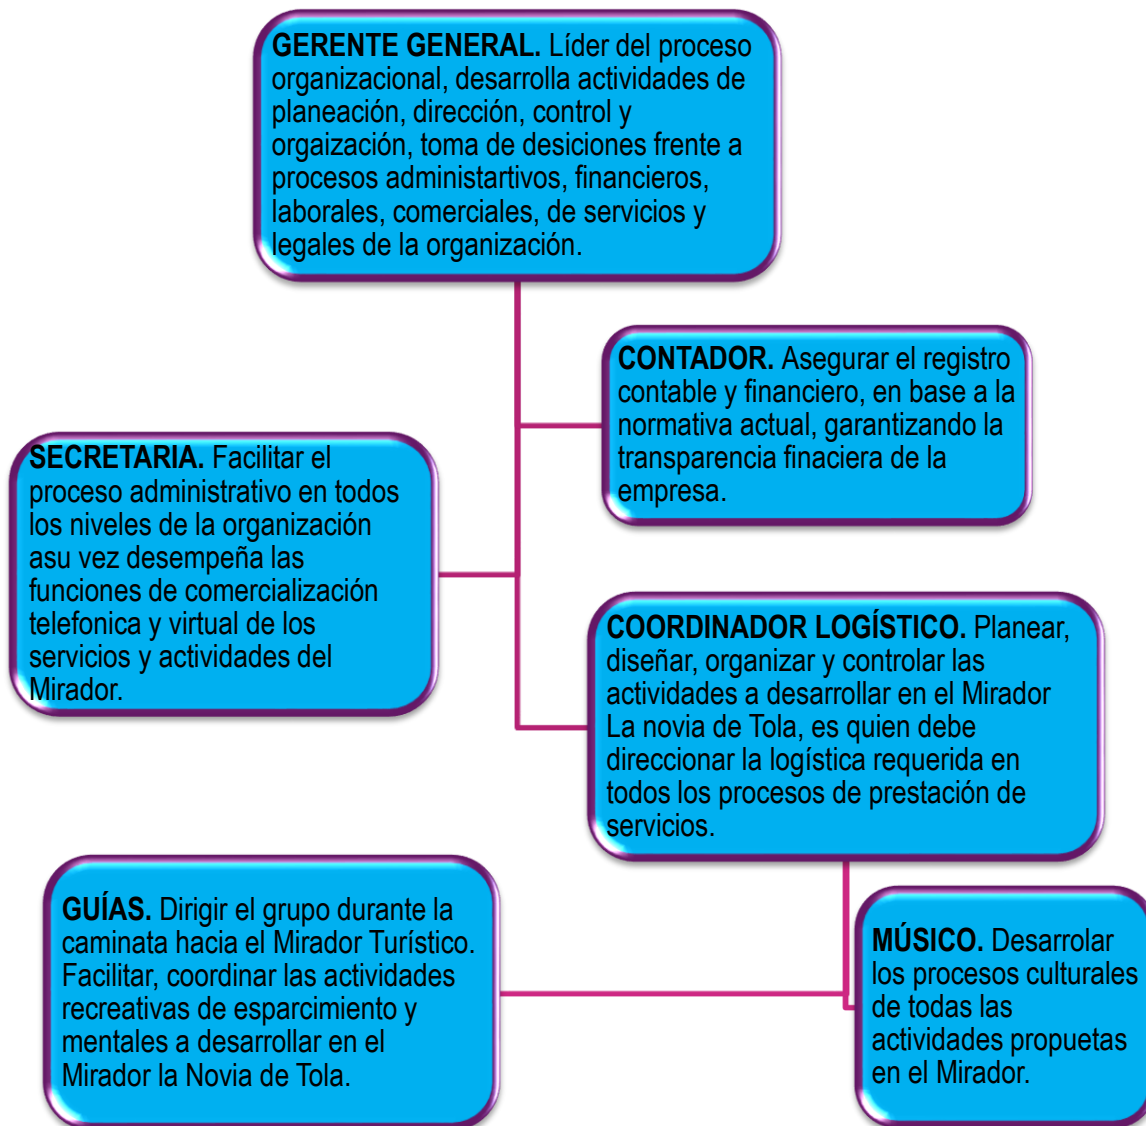 GERENTE GENERAL. Líder del proceso
organizacional, desarrolla actividades de
planeación, dirección, control y
orgaización, toma de desiciones frente a
procesos administartivos, financieros,
laborales, comerciales, de servicios y
legales de la organización.
CONTADOR. Asegurar el registro
contable y financiero, en base a la
normativa actual, garantizando la
transparencia finaciera de la
empresa.
SECRETARIA. Facilitar el
proceso administrativo en todos
los niveles de la organización
asu vez desempeña las
funciones de comercialización
telefonica y virtual de los
servicios y actividades del
Mirador.
COORDINADOR LOGÍSTICO. Planear,
diseñar, organizar y controlar las
actividades a desarrollar en el Mirador
La novia de Tola, es quien debe
direccionar la logística requerida en
todos los procesos de prestación de
servicios.
GUÍAS. Dirigir el grupo durante la
caminata hacia el Mirador Turístico.
Facilitar, coordinar las actividades
recreativas de esparcimiento y
mentales a desarrollar en el
Mirador la Novia de Tola.
MÚSICO. Desarrolar
los procesos culturales
de todas las
actividades propuetas
en el Mirador.